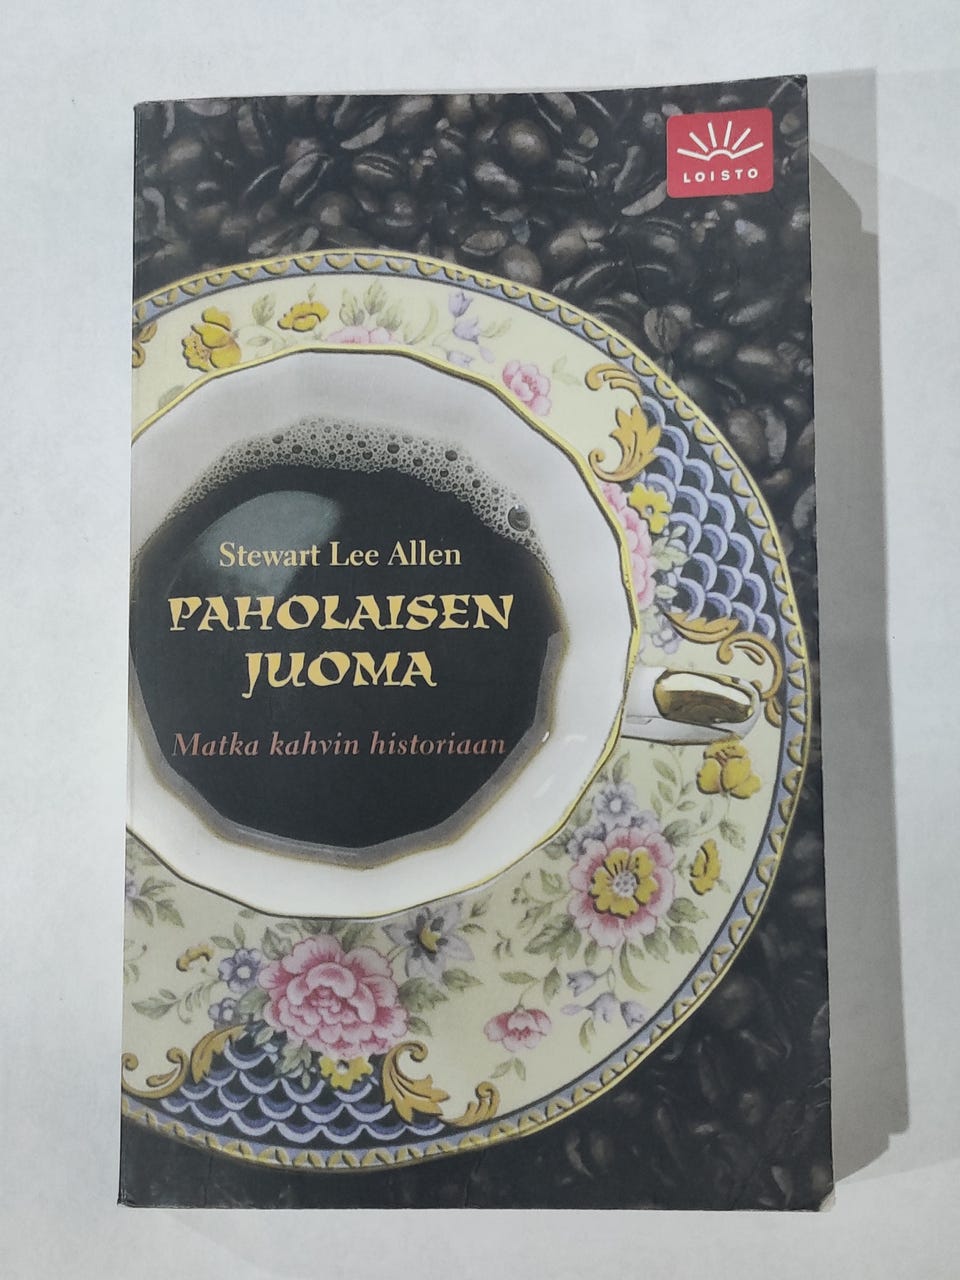 LOISTO
Stewart Lee Allen
PAHOLAISEN
JUOMA
Matka kahvin historiaan